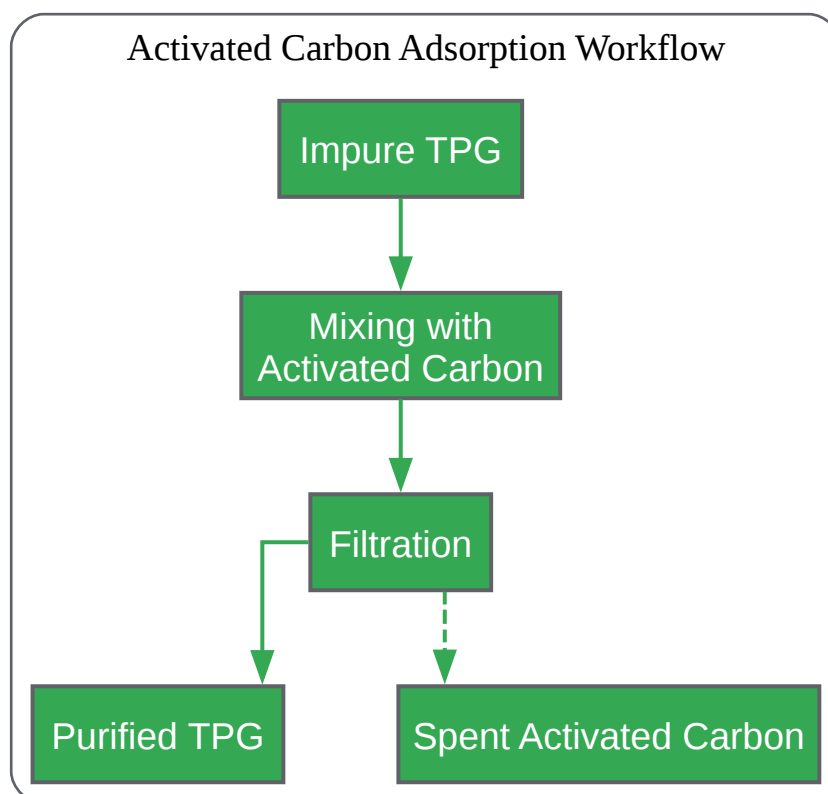 Activated Carbon Adsorption Workflow
Impure TPG
Mixing with
Activated Carbon
Filtration
Purified TPG
Spent Activated Carbon